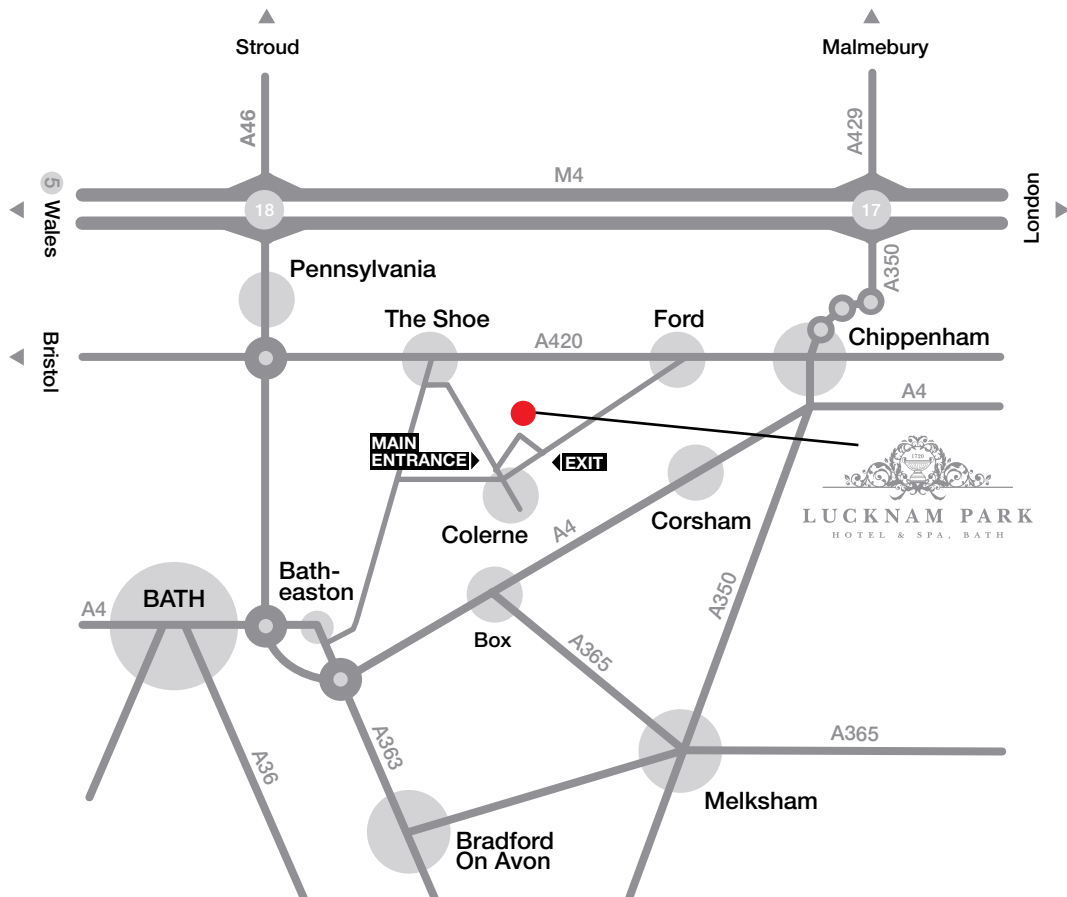 Stroud
Malmebury
A46
A429
M4
5
Wales
18
17
London
A350
Pennsylvania
The Shoe
Ford
Chippenham
A420
Bristol
A4
MAIN
ENTRANCE
EXIT
1720
LUCKNAM PARK
HOTEL & SPA, BATH
Colerne
Corsham
A4
Bath-
easton
BATH
A4
Box
A350
A365
A365
A36
A363
Melksham
Bradford
On Avon